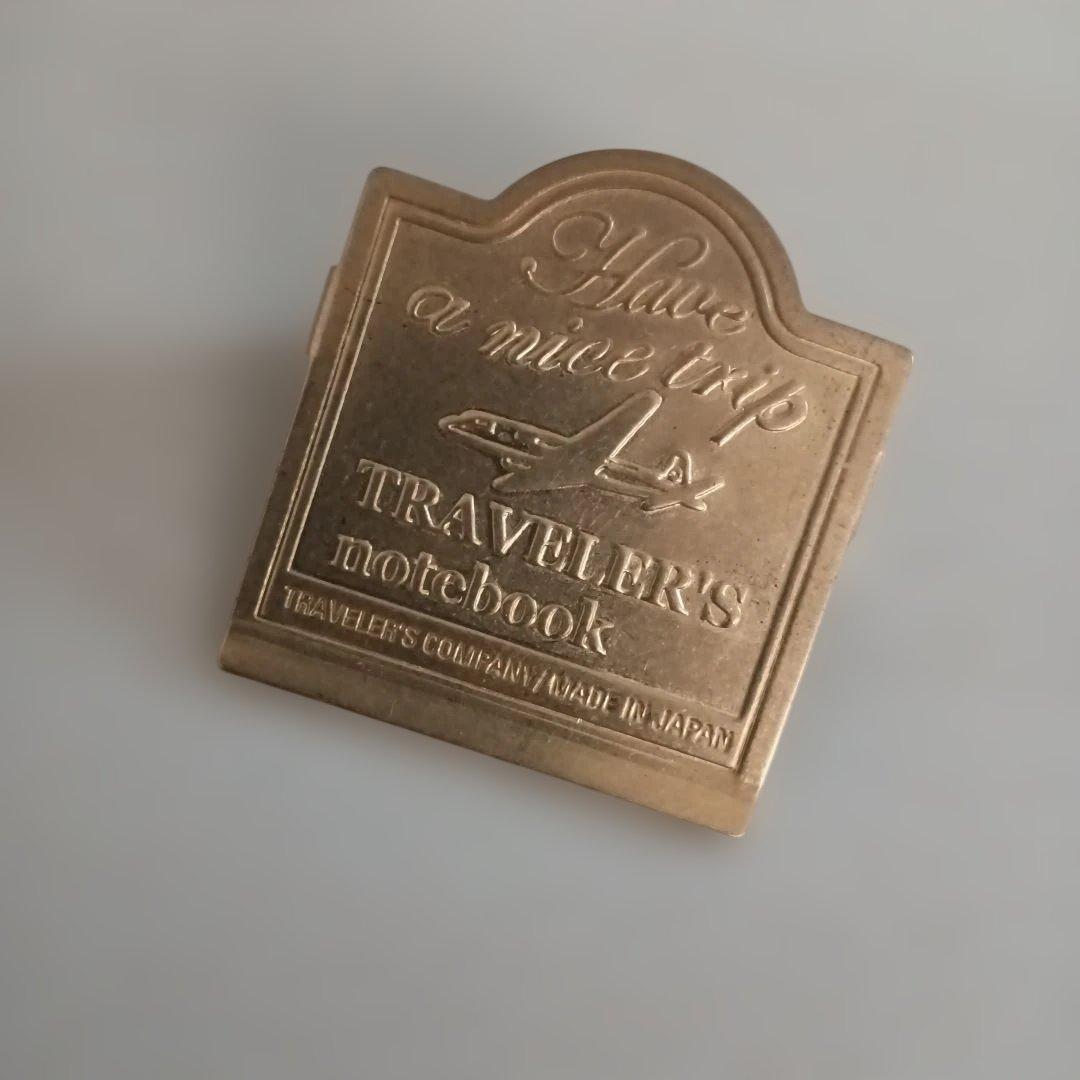 Have
a nice trip
TRAVELER'S
notebook
TRAVELER'S COMPANY/MADE IN JAPAN